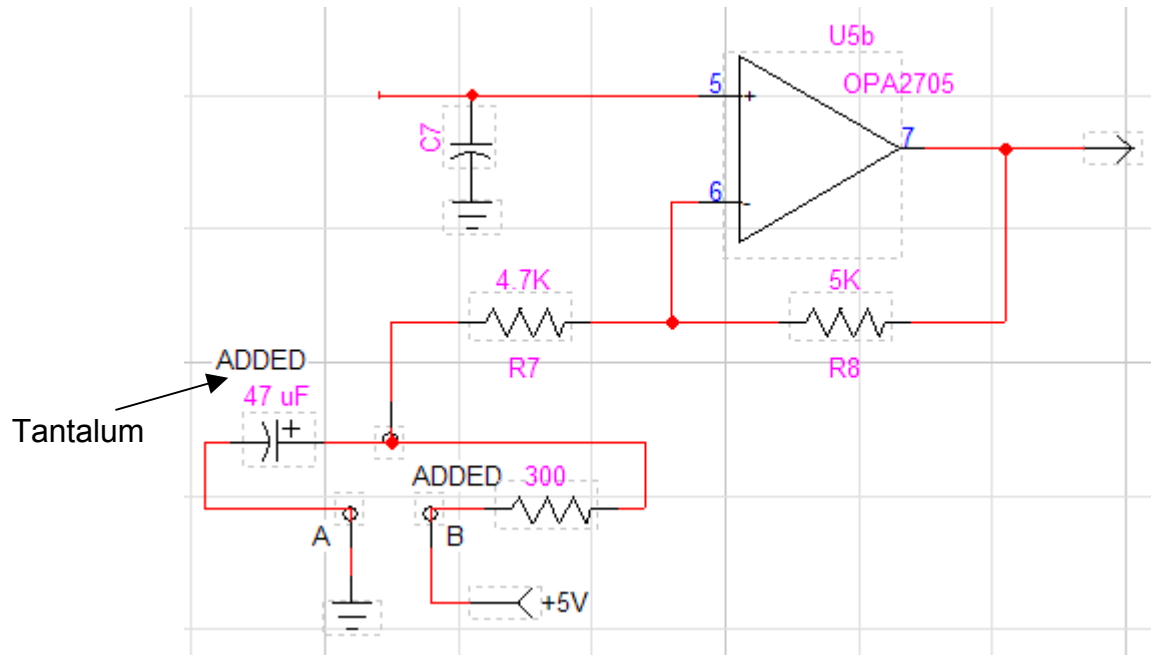 U5b
OPA2705
5
+
C7
7
6
-
4.7K
5K
R7
R8
ADDED
47 uF
+
Tantalum
ADDED 300
A
B
+5V